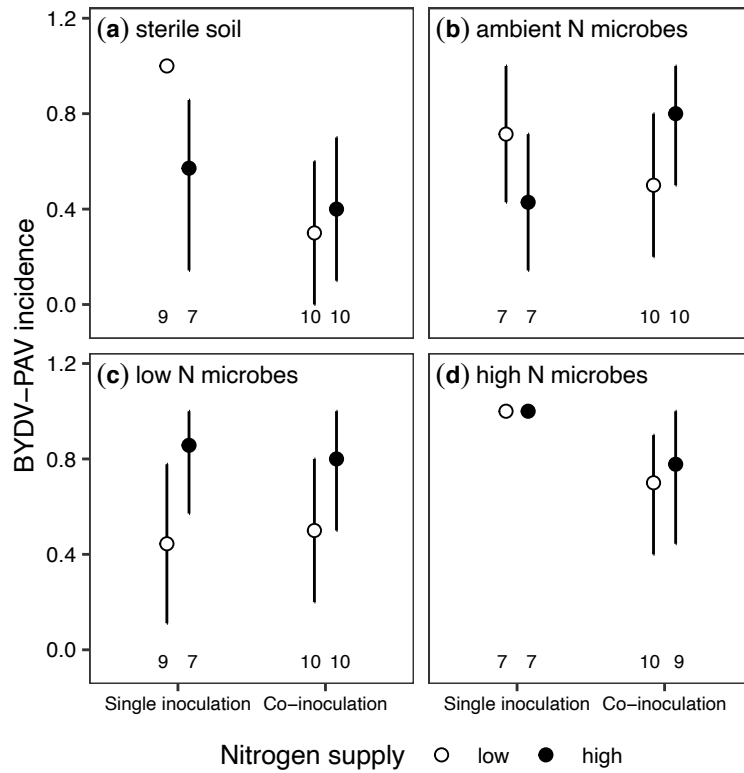 BYDV−PAV incidence
1.2
0.8
0.4
0.0
(a) sterile soil
9 7 10 10
(b) ambient N microbes
7 7 10 10
1.2
0.8
0.4
0.0
(c) low N microbes
9 7 10 10
(d) high N microbes
7 7 10 9
Single inoculation Co−inoculation
Single inoculation Co−inoculation
Nitrogen supply low high